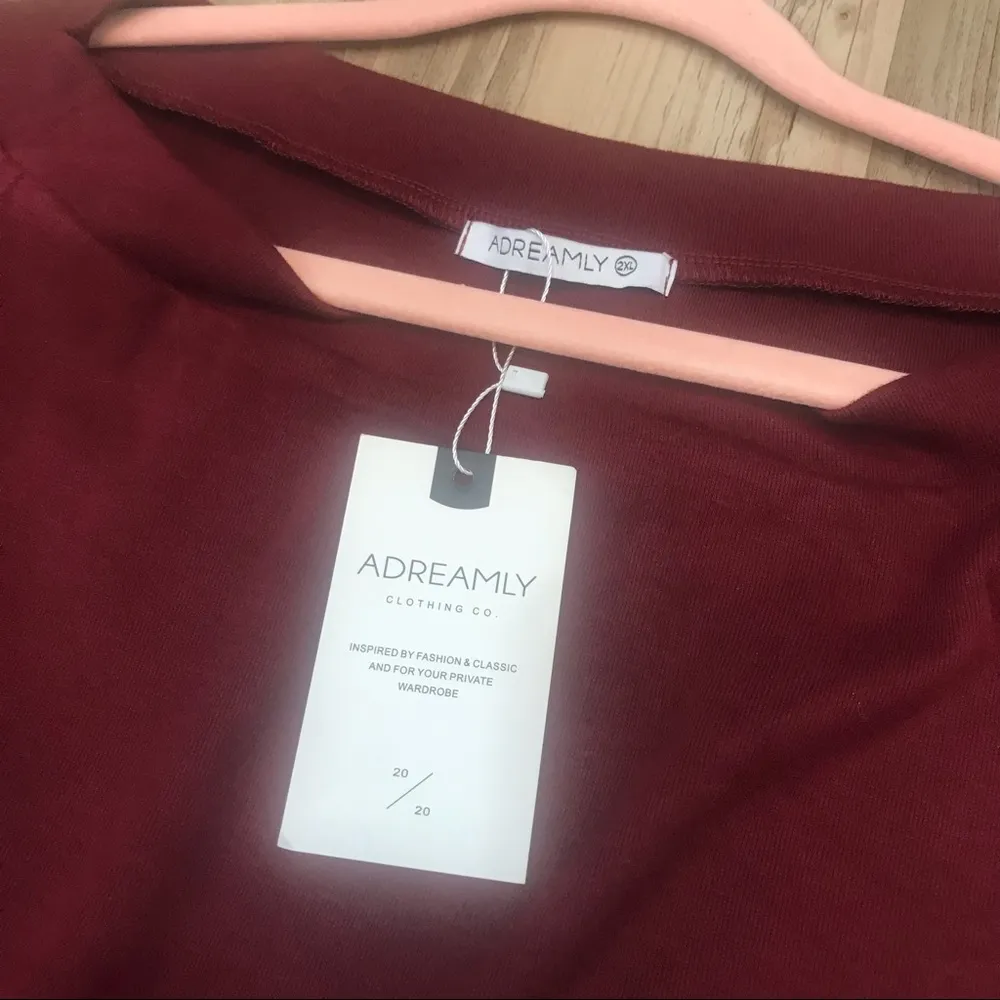 ADREAMLY 2XL
ADREAMLY
CLOTHING CO.
INSPIRED BY FASHION & CLASSIC
AND FOR YOUR PRIVATE
WARDROBE
20
20